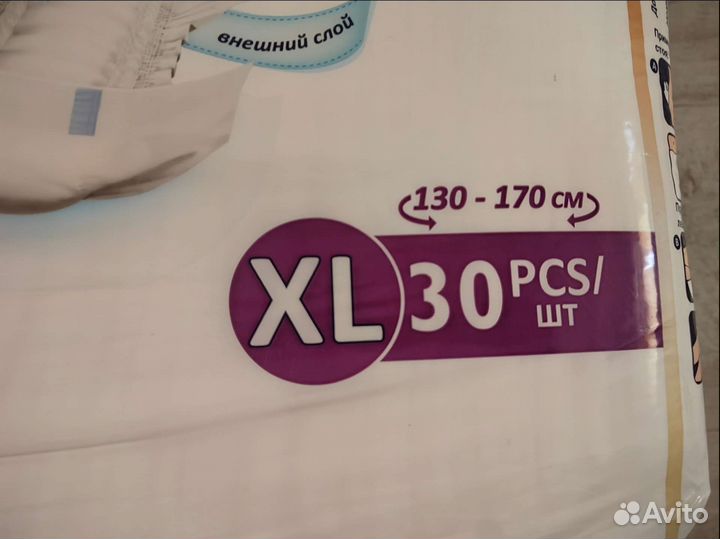 внешний слой
130 - 170 см
XL 30 PCS/
ШТ
Avito